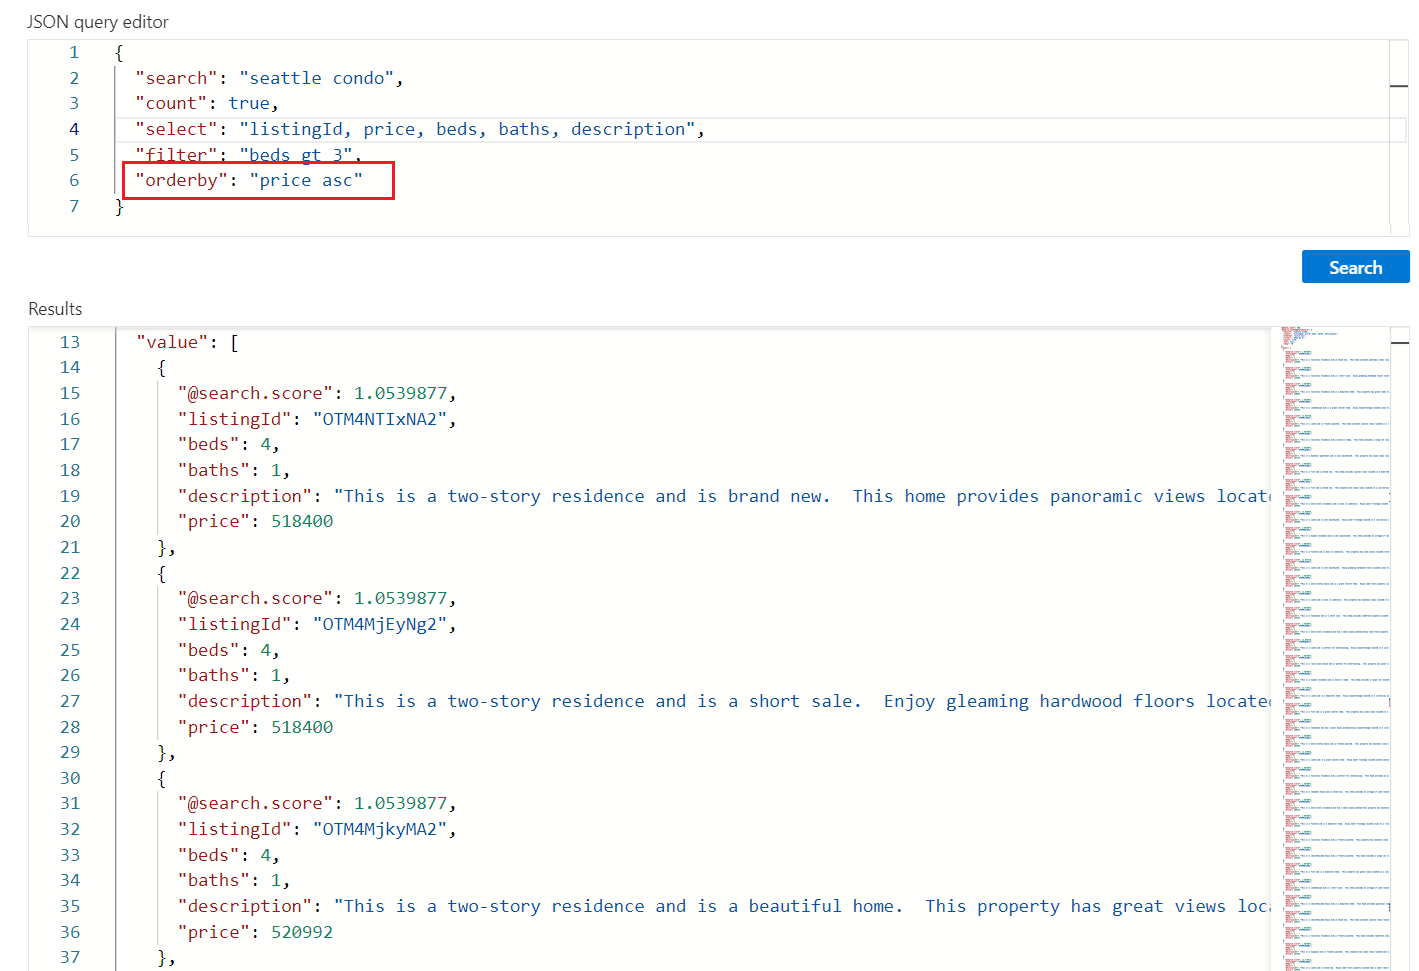 JSON query editor
1 {
2 "search": "seattle condo",
3 "count": true,
4 "select": "listingId, price, beds, baths, description",
5 "filter": "beds gt 3",
6 "orderby": "price asc"
7 }
Search
Results
13 "value": [
14 {
15 "@search.score": 1.0539877,
16 "listingId": "OTM4NTIxNA2",
17 "beds": 4,
18 "baths": 1,
19 "description": "This is a two-story residence and is brand new.  This home provides panoramic views locate
20 "price": 518400
21 },
22 {
23 "@search.score": 1.0539877,
24 "listingId": "OTM4MjEyNg2",
25 "beds": 4,
26 "baths": 1,
27 "description": "This is a two-story residence and is a short sale.  Enjoy gleaming hardwood floors located
28 "price": 518400
29 },
30 {
31 "@search.score": 1.0539877,
32 "listingId": "OTM4MjkyMA2",
33 "beds": 4,
34 "baths": 1,
35 "description": "This is a two-story residence and is a beautiful home.  This property has great views loca
36 "price": 520992
37 },